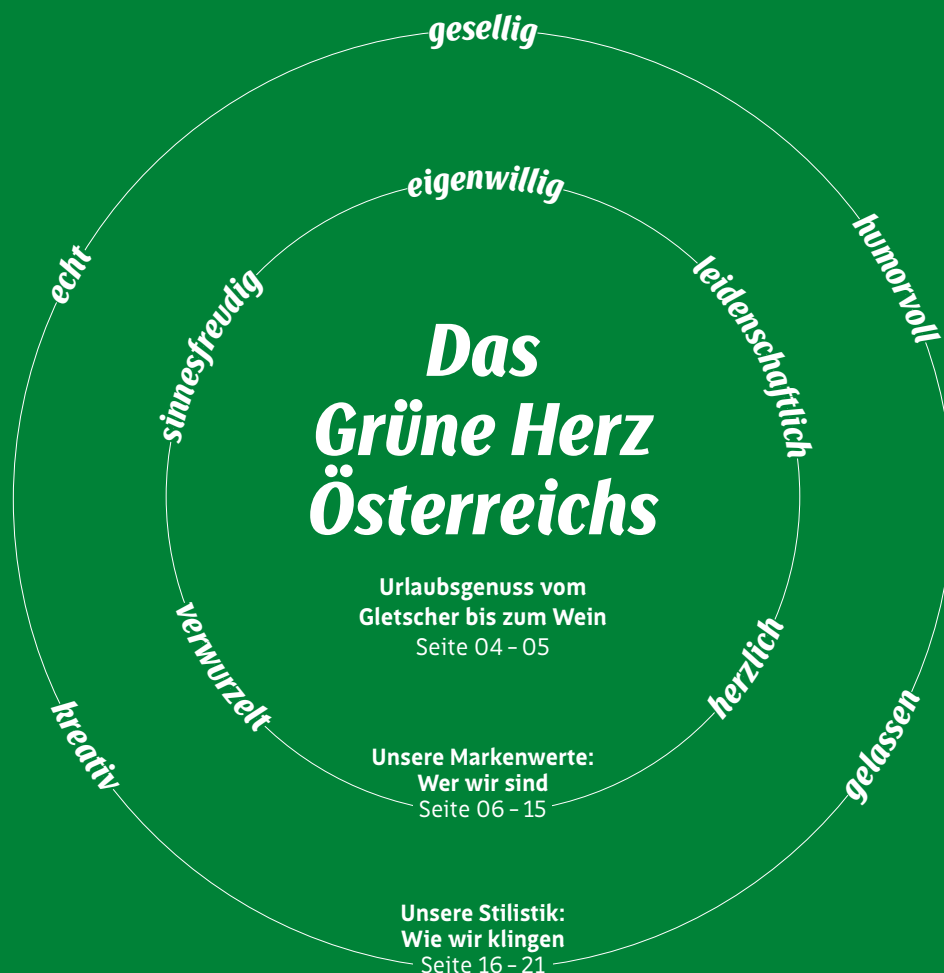 gesellig
eigenwillig
echt
humorvoll
sinnesfreudig
leidenschaftlich
Das
Grüne Herz
Österreichs
Urlaubsgenuss vom
Gletscher bis zum Wein
Seite 04 – 05
verwurzelt
herzlich
kreativ
gelassen
Unsere Markenwerte:
Wer wir sind
Seite 06 – 15
Unsere Stilistik:
Wie wir klingen
Seite 16 – 21